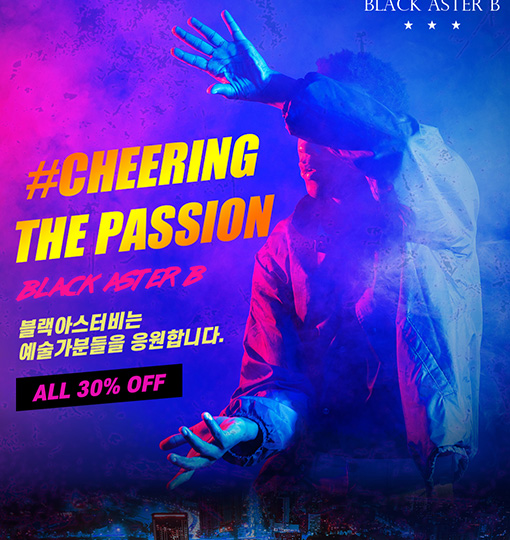 BLACK ASTER B
#CHEERING
THE PASSION
BLACK ASTER B
블랙아스터비는
예술가분들을 응원합니다.
ALL 30% OFF